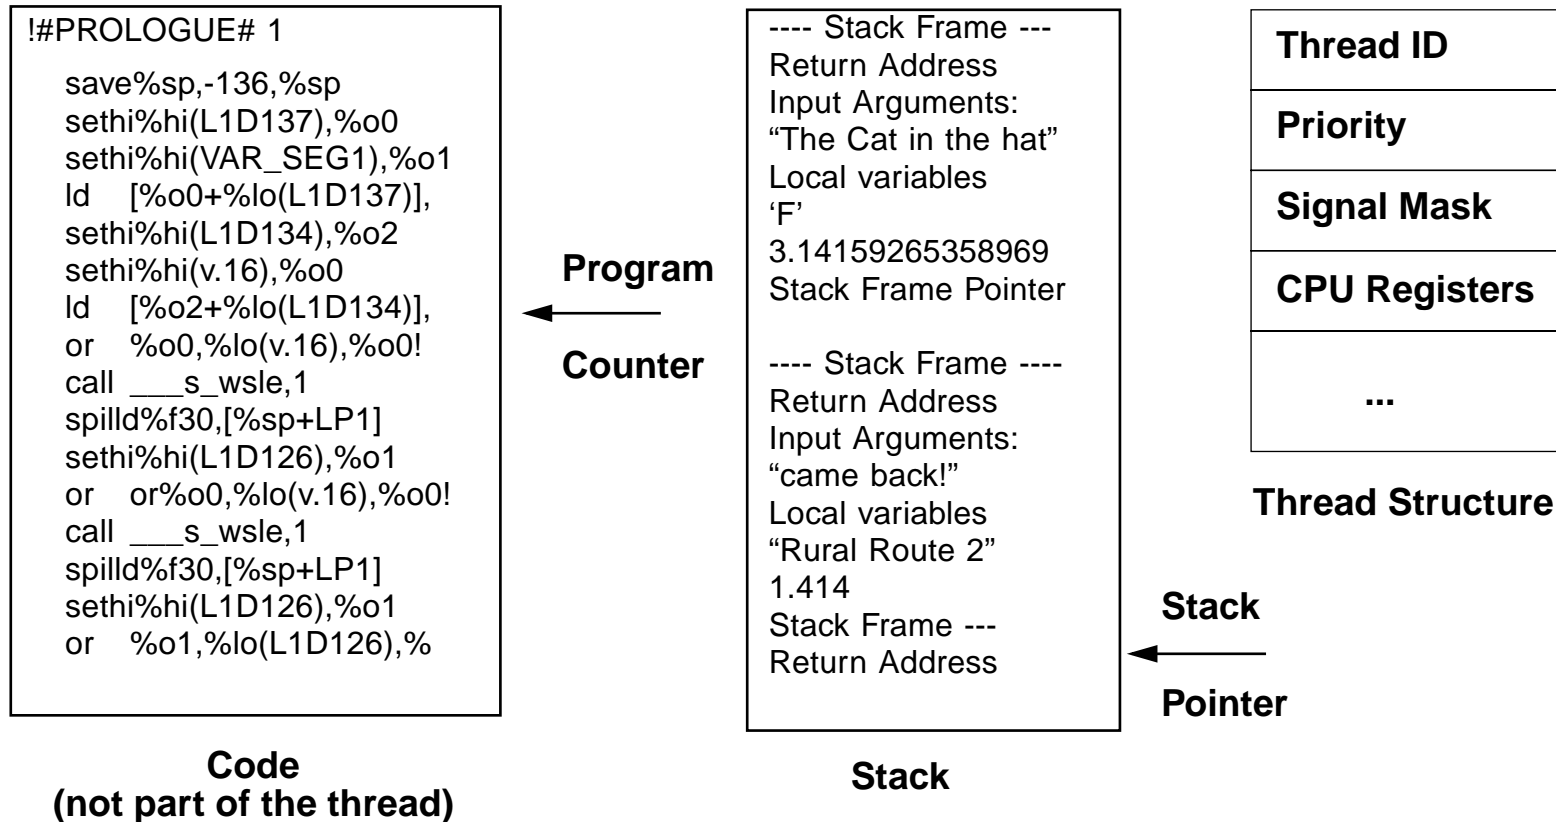 !#PROLOGUE# 1
save%sp,-136,%sp
sethi%hi(L1D137),%o0
sethi%hi(VAR_SEG1),%o1
ld [%o0+%lo(L1D137)],
sethi%hi(L1D134),%o2
sethi%hi(v.16),%o0
ld [%o2+%lo(L1D134)],
or %o0,%lo(v.16),%o0!
call ___s_wsle,1
spilld%f30,[%sp+LP1]
sethi%hi(L1D126),%o1
or or%o0,%lo(v.16),%o0!
call ___s_wsle,1
spilld%f30,[%sp+LP1]
sethi%hi(L1D126),%o1
or %o1,%lo(L1D126),%
Code
(not part of the thread)
Program
Counter
---- Stack Frame ---
Return Address
Input Arguments:
“The Cat in the hat”
Local variables
‘F’
3.14159265358969
Stack Frame Pointer
---- Stack Frame ----
Return Address
Input Arguments:
“came back!”
Local variables
“Rural Route 2”
1.414
Stack Frame ---
Return Address
Stack
Stack
Pointer
Thread ID
Priority
Signal Mask
CPU Registers
...
Thread Structure